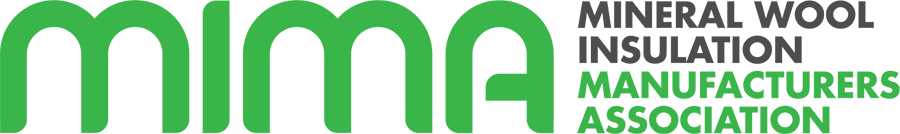 mima
MINERAL WOOL
INSULATION
MANUFACTURERS
ASSOCIATION